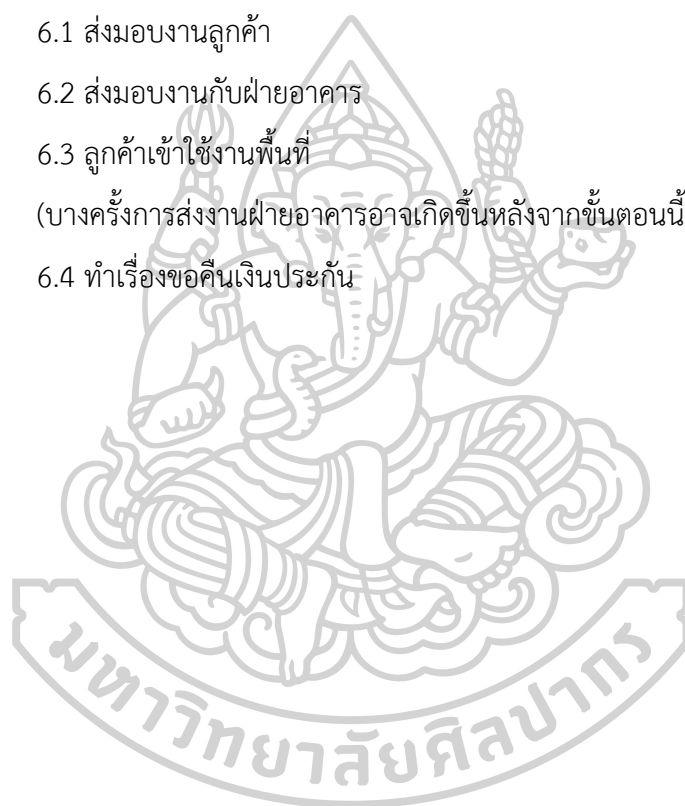 6.1 ส่งมอบงานลูกค้า
6.2 ส่งมอบงานกับฝ่ายอาคาร
6.3 ลูกค้าเข้าใช้งานพื้นที่
(บางครั้งการส่งงานฝ่ายอาคารอาจเกิดขึ้นหลังจากขั้นตอนนี้
6.4 ทำเรื่องขอคืนเงินประกัน
มหาวิทยาลัยศิลปากร